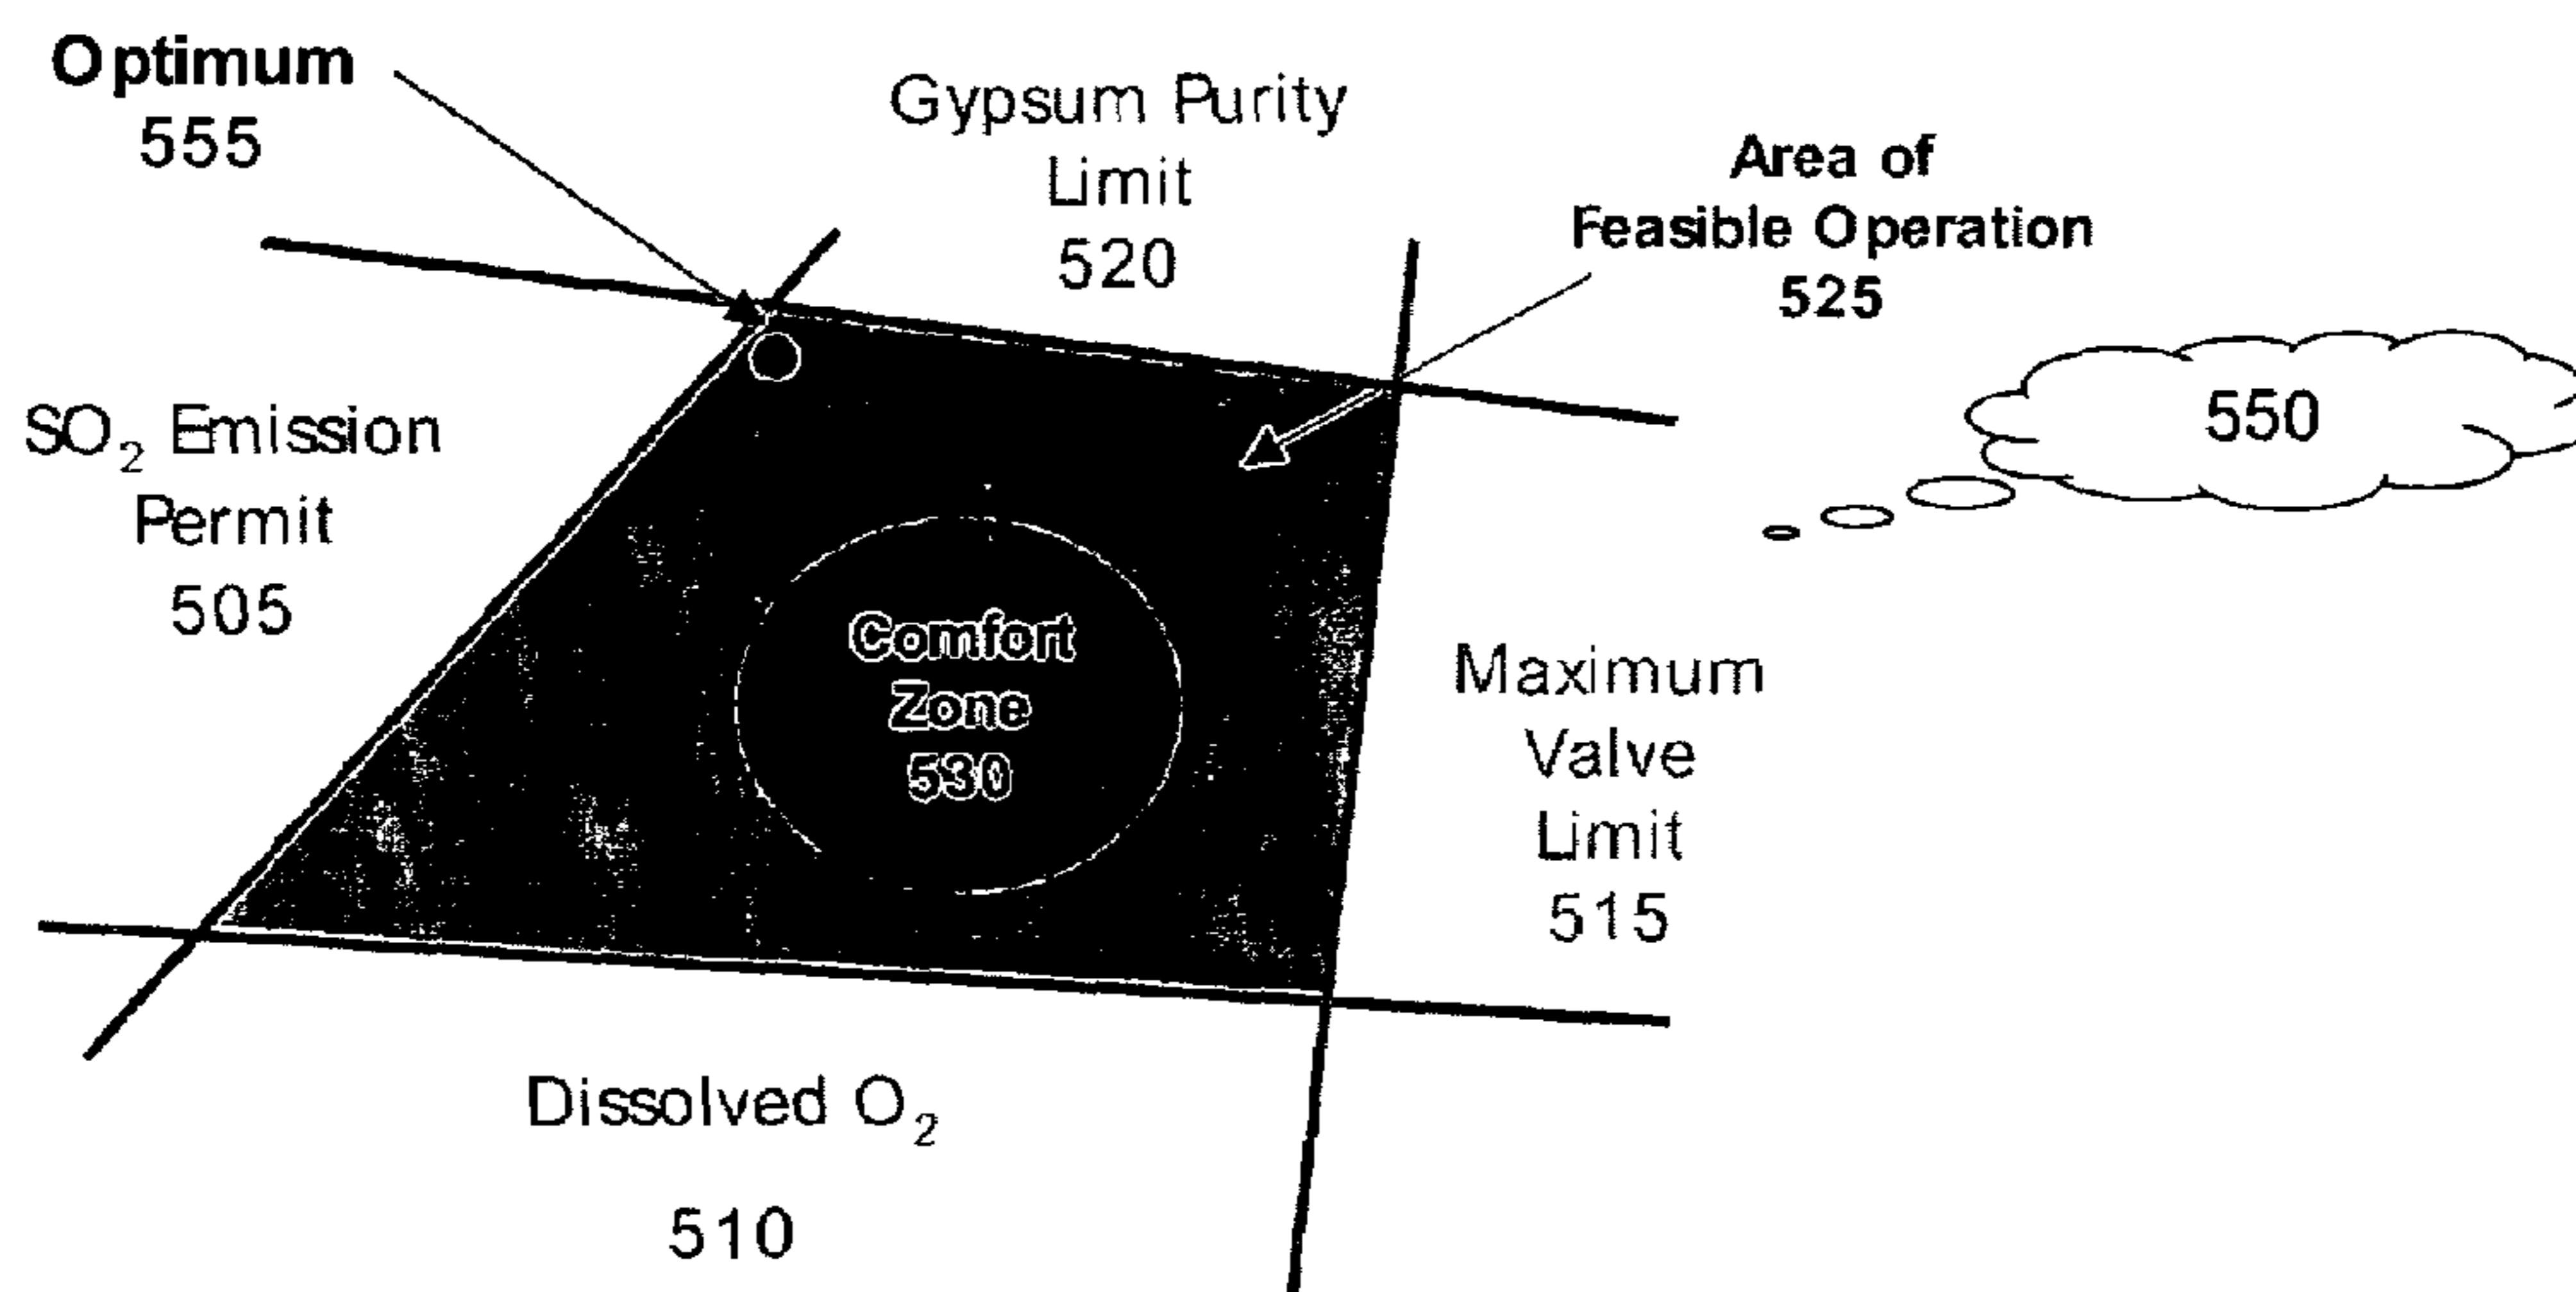 Optimum
555
Gypsum Purity
Limit
520
Area of
Feasible Operation
525
550
SO₂ Emission
Permit
505
Comfort
Zone
530
Maximum
Valve
Limit
515
Dissolved O₂
510